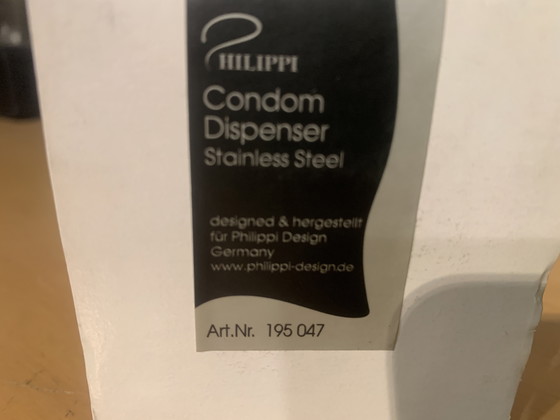 PHILIPPI
Condom
Dispenser
Stainless Steel
designed & hergestellt
für Philippi Design
Germany
www.philippi-design.de
Art.Nr. 195 047